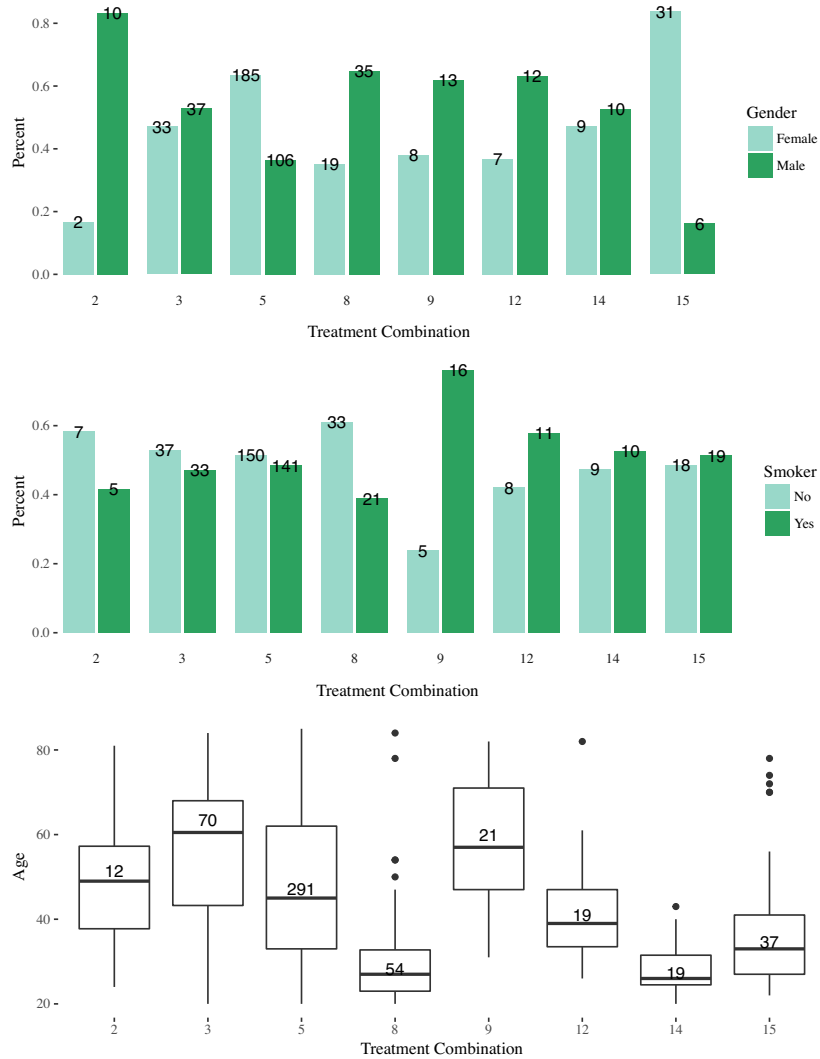 0.8
0.6
0.4
0.2
0.0
Percent
2 10 33 37 185 106 19 35 8 13 7 12 9 10 31 6
2 3 5 8 9 12 14 15
Treatment Combination
Gender
Female
Male
0.6
0.4
0.2
0.0
Percent
7 5 37 33 150 141 33 21 5 16 8 11 9 10 18 19
2 3 5 8 9 12 14 15
Treatment Combination
Smoker
No
Yes
80
60
40
20
Age
12 70 291 54 21 19 19 37
2 3 5 8 9 12 14 15
Treatment Combination